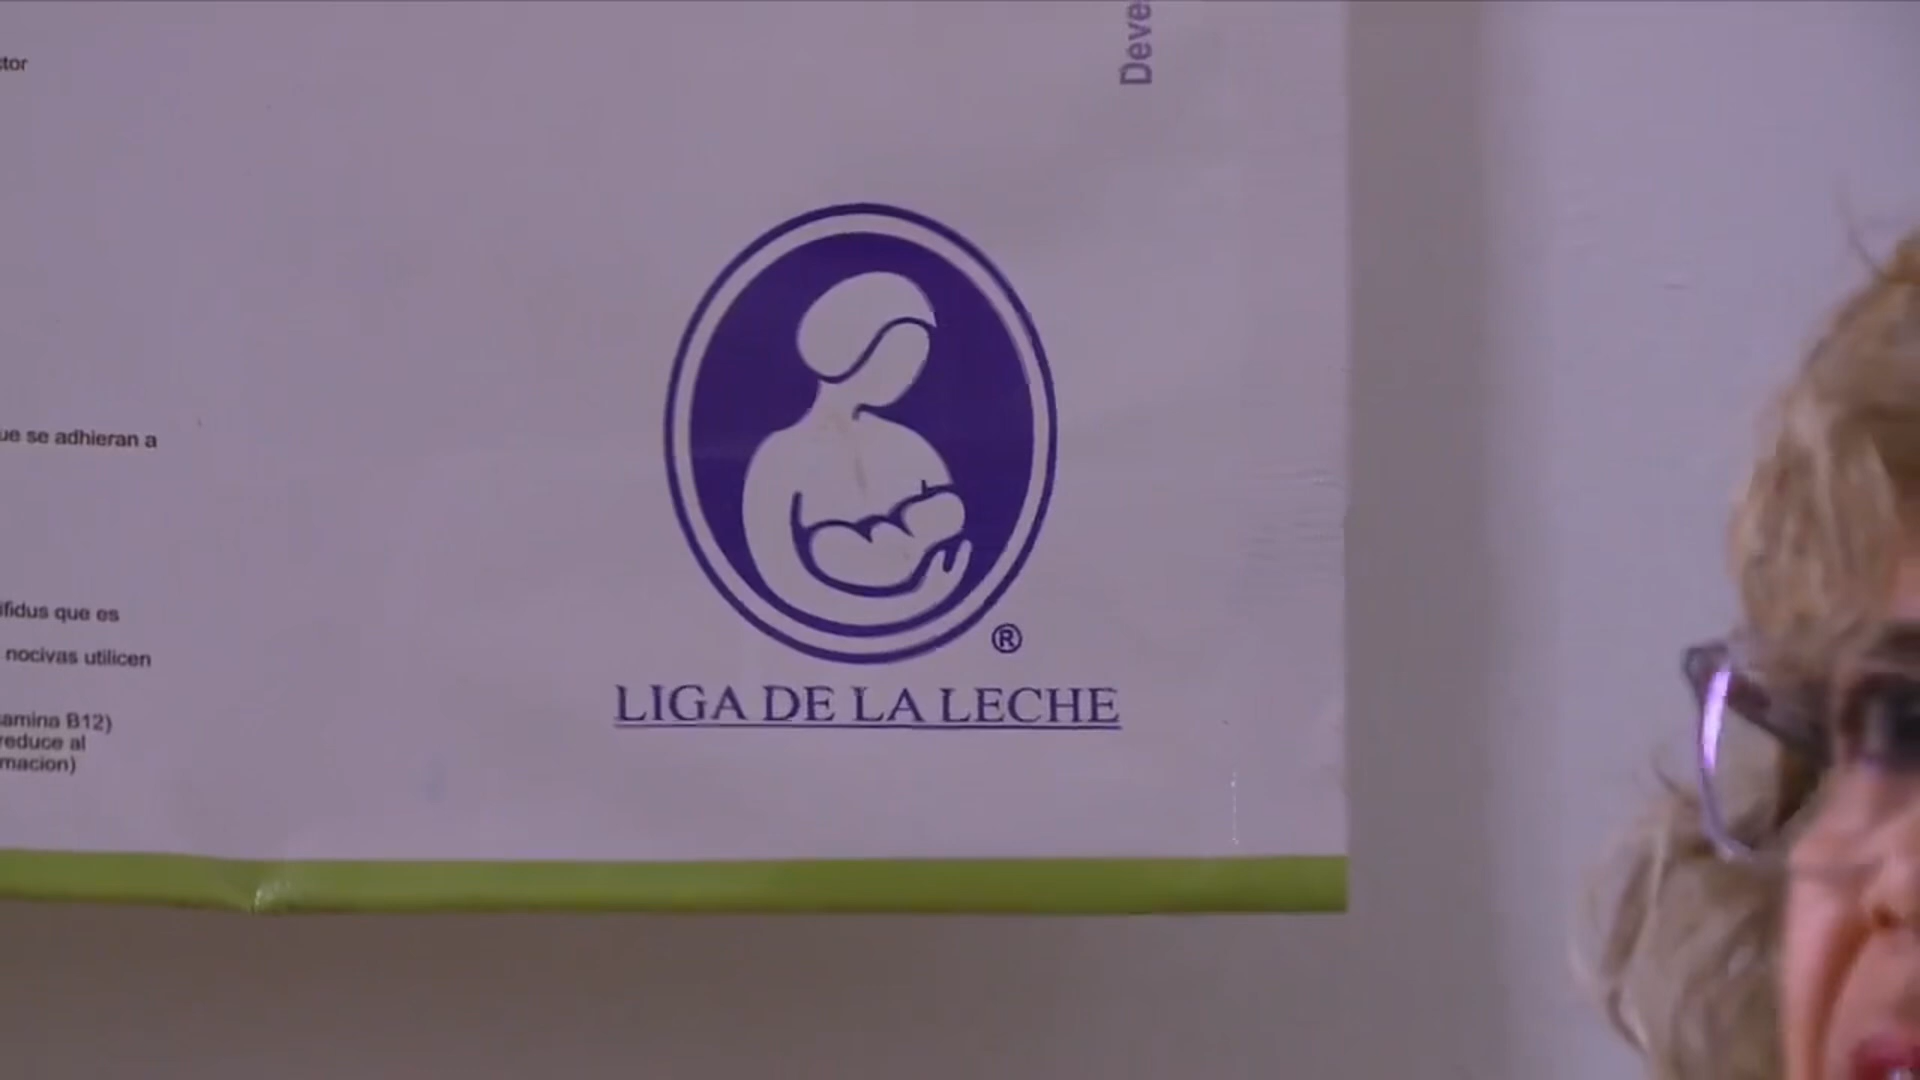 tor
Deve
ue se adhieran a
ifidus que es
nocivas utilicen
amina B12)
reduce al
macion)
®
LIGA DE LA LECHE